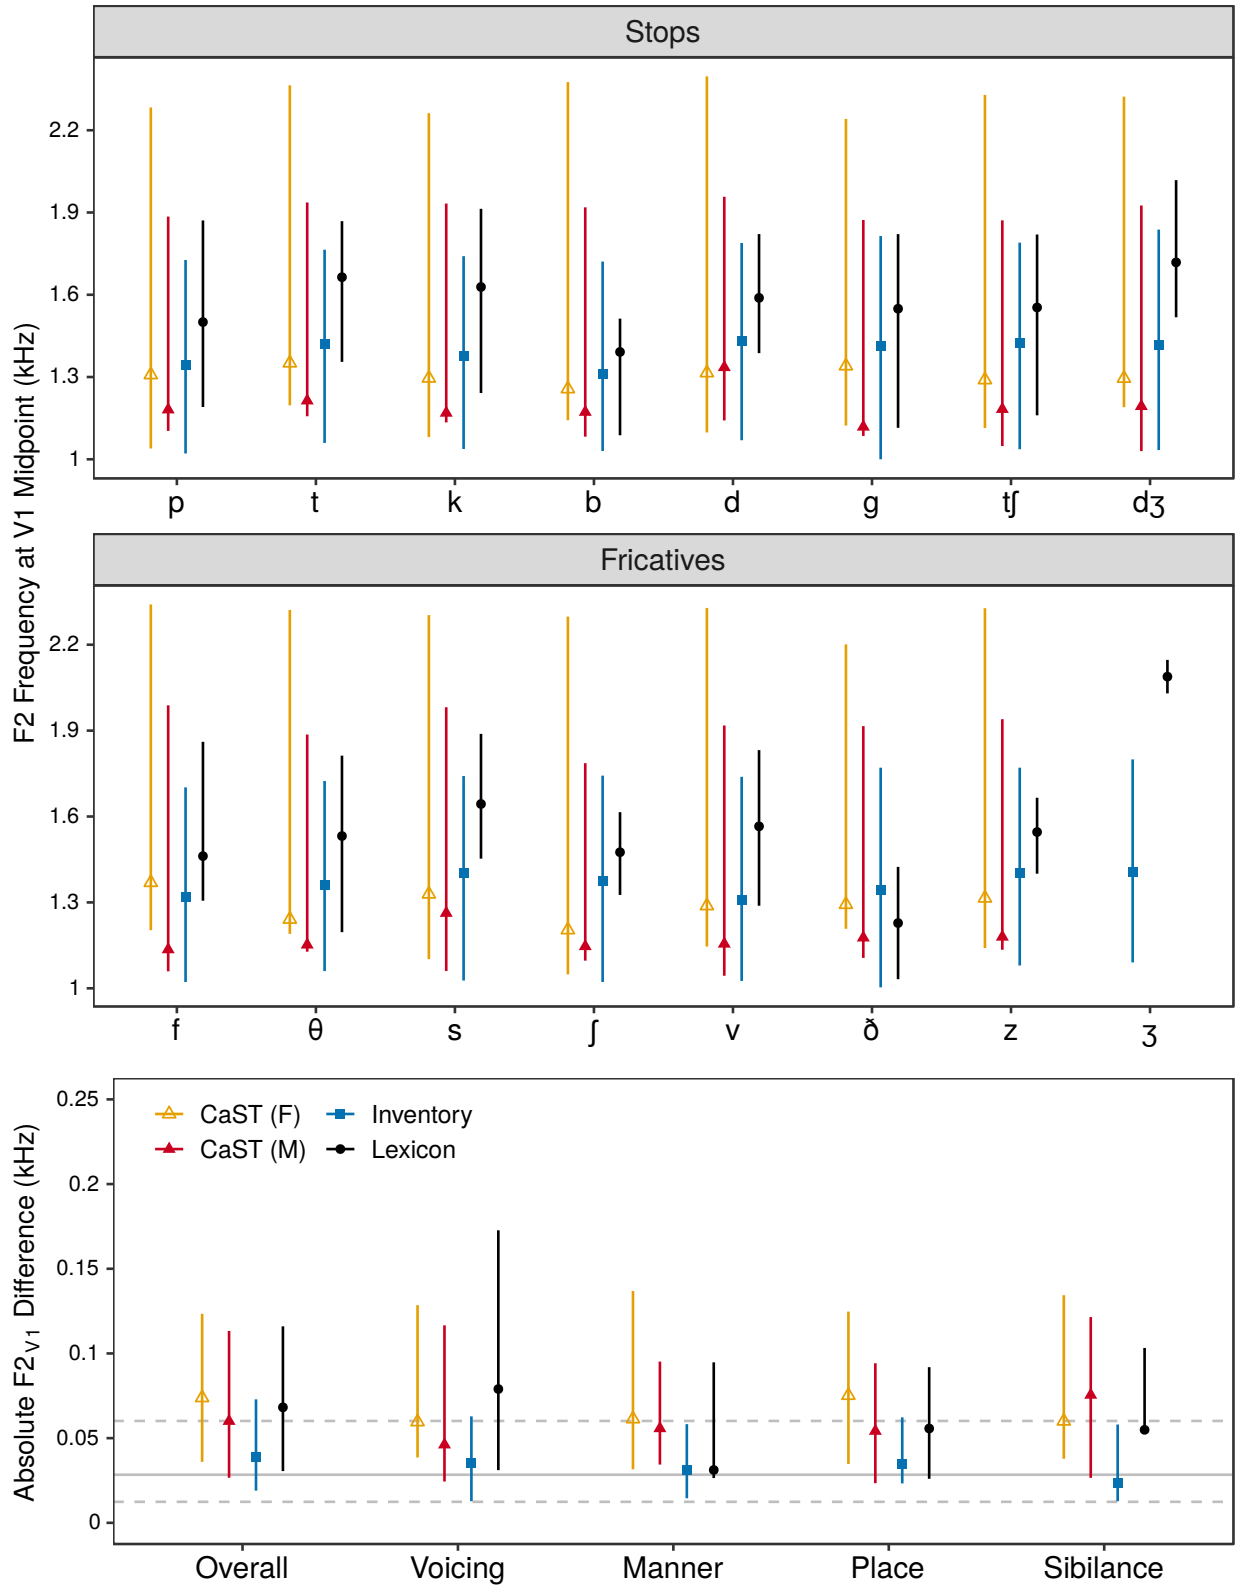 Stops
F2 Frequency at V1 Midpoint (kHz)
2.2
1.9
1.6
1.3
1
p t k b d g tʃ dʒ
Fricatives
2.2
1.9
1.6
1.3
1
f θ s ʃ v ð z ʒ
Absolute F2V1 Difference (kHz)
0.25
0.2
0.15
0.1
0.05
0
CaST (F) Inventory
CaST (M) Lexicon
Overall Voicing Manner Place Sibilance